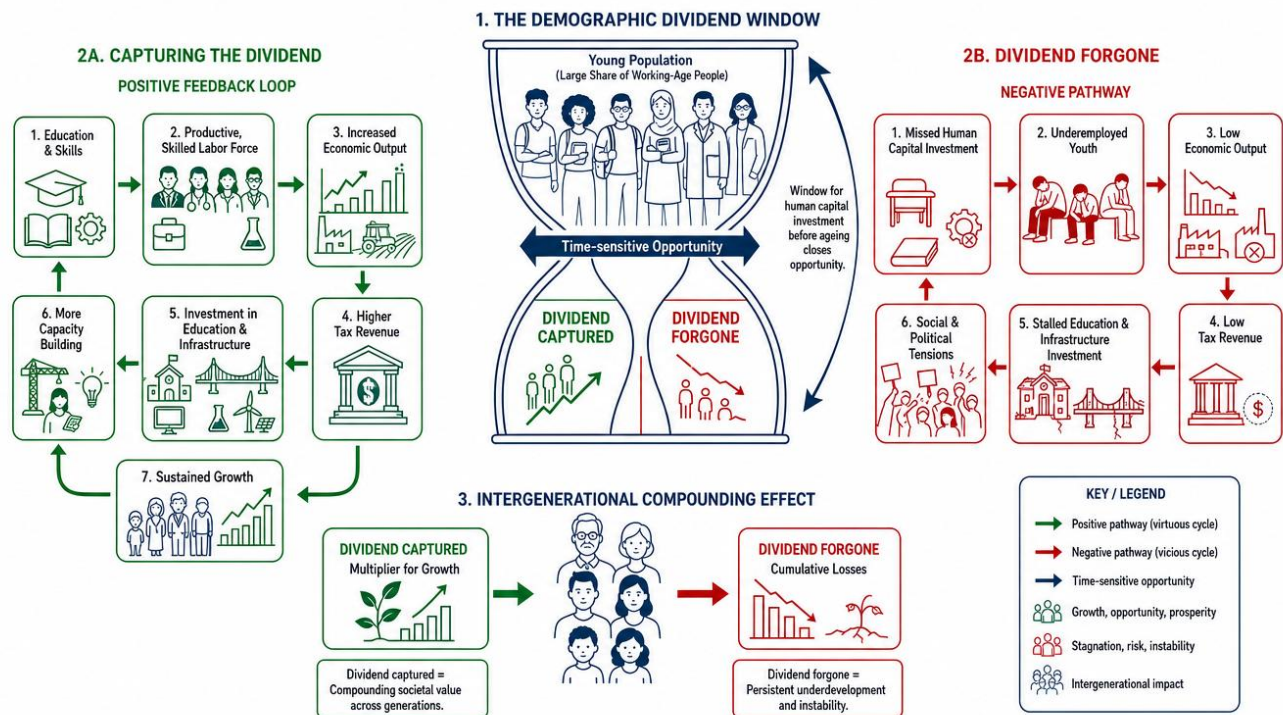 1. THE DEMOGRAPHIC DIVIDEND WINDOW
Young Population
(Large Share of Working-Age People)
Time-sensitive Opportunity
Window for
human capital
investment
before ageing
closes
opportunity.
DIVIDEND
CAPTURED
DIVIDEND
FORGONE
2A. CAPTURING THE DIVIDEND
POSITIVE FEEDBACK LOOP
1. Education
& Skills
2. Productive,
Skilled Labor Force
3. Increased
Economic Output
4. Higher
Tax Revenue
$
5. Investment in
Education &
Infrastructure
6. More
Capacity
Building
7. Sustained Growth
2B. DIVIDEND FORGONE
NEGATIVE PATHWAY
1. Missed Human
Capital Investment
2. Underemployed
Youth
3. Low
Economic Output
4. Low
Tax Revenue
$
5. Stalled Education &
Infrastructure
Investment
6. Social &
Political
Tensions
3. INTERGENERATIONAL COMPOUNDING EFFECT
DIVIDEND CAPTURED
Multiplier for Growth
Dividend captured =
Compounding societal value
across generations.
DIVIDEND FORGONE
Cumulative Losses
Dividend forgone =
Persistent underdevelopment
and instability.
KEY / LEGEND
Positive pathway (virtuous cycle)
Negative pathway (vicious cycle)
Time-sensitive opportunity
Growth, opportunity, prosperity
Stagnation, risk, instability
Intergenerational impact